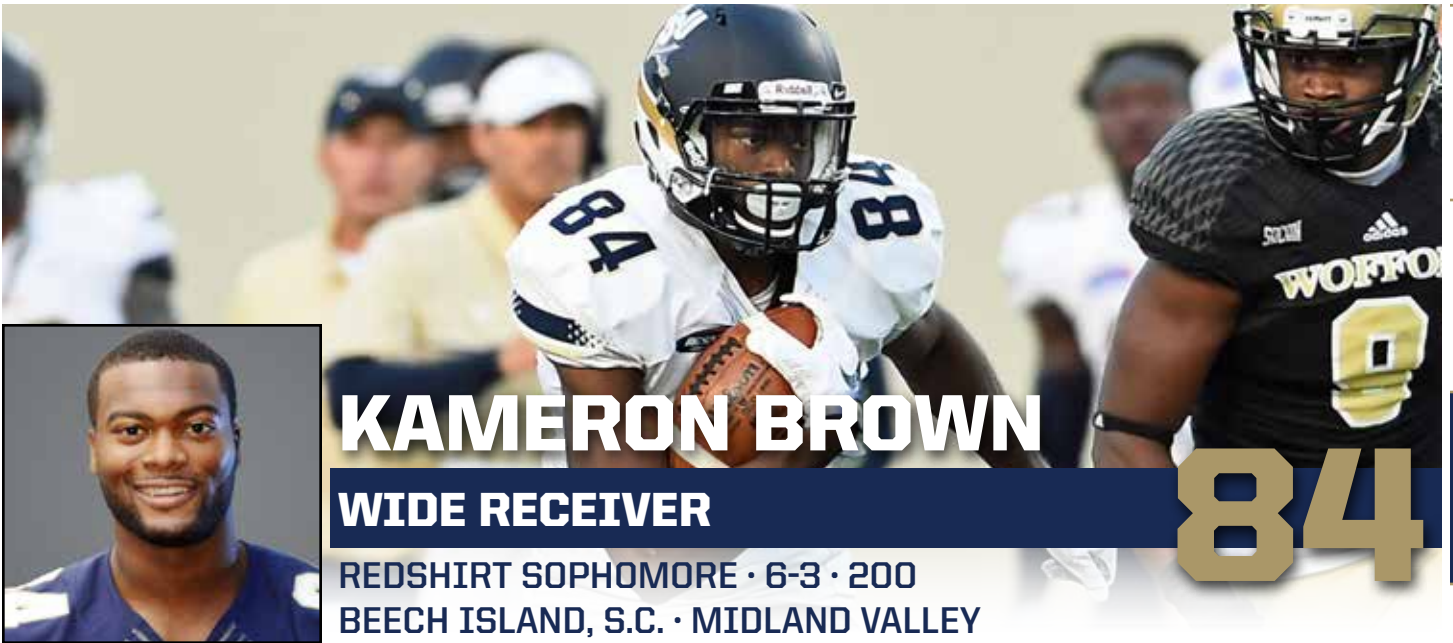 Riddell
84
84
SOCON
adidas
WOFFO
9
KAMERON BROWN
84
WIDE RECEIVER
REDSHIRT SOPHOMORE · 6-3 · 200
BEECH ISLAND, S.C. · MIDLAND VALLEY